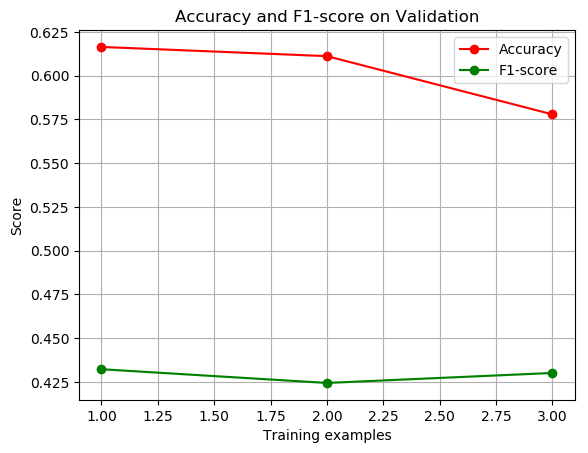 Accuracy and F1-score on Validation
0.625
0.600
0.575
0.550
0.525
0.500
0.475
0.450
0.425
Score
Accuracy
F1-score
1.00 1.25 1.50 1.75 2.00 2.25 2.50 2.75 3.00
Training examples